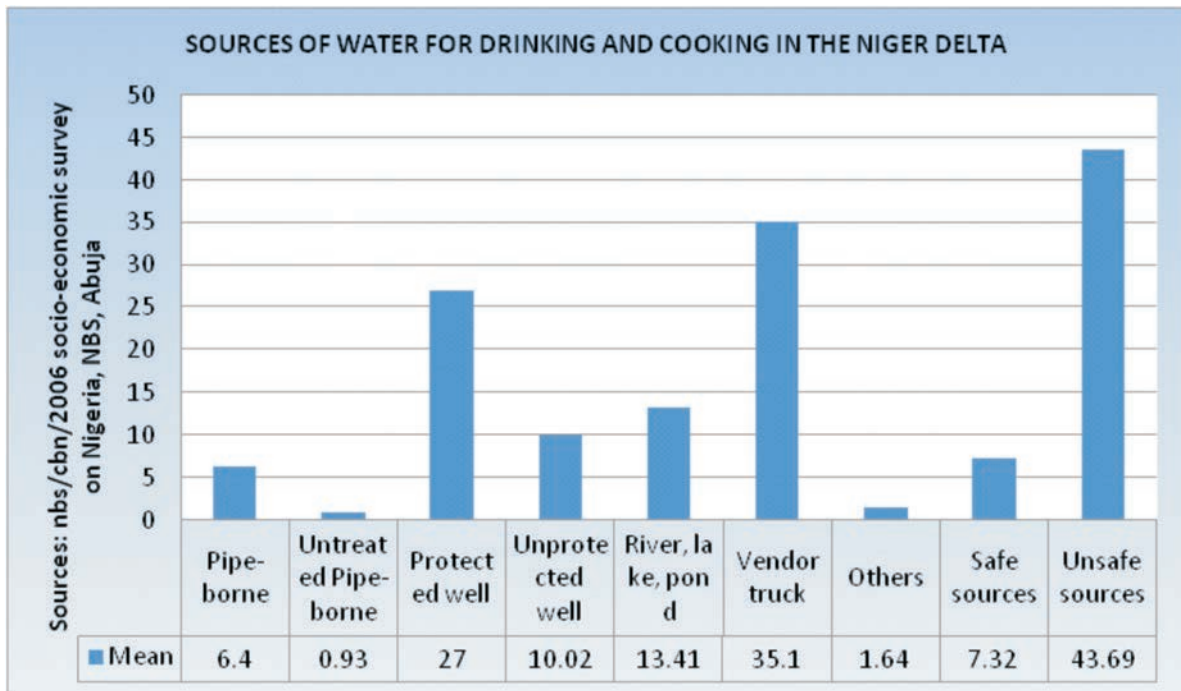 SOURCES OF WATER FOR DRINKING AND COOKING IN THE NIGER DELTA
Sources: nbs/cbn/2006 socio-economic survey
on Nigeria, NBS, Abuja
50
45
40
35
30
25
20
15
10
5
0
Pipe-
borne
Untreat
ed Pipe-
borne
Protect
ed well
Unprote
cted
well
River, la
ke, pon
d
Vendor
truck
Others
Safe
sources
Unsafe
sources
Mean 6.4 0.93 27 10.02 13.41 35.1 1.64 7.32 43.69